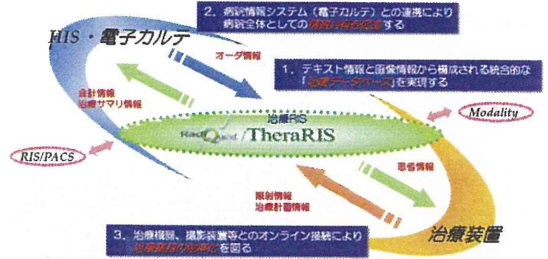 2. 病院情報システム(電子カルテ)との連携により
病院全体としての
する
HIS・電子カルテ
オーダ情報
1. テキスト情報と画像情報から構成される統合的な
「治療データベース」を実現する
会計情報
治療サマリ情報
治療RIS
RadiQuest/TheraRIS
Modality
RIS/PACS
患者情報
照射情報
治療計画情報
3. 治療機器、撮影装置等とのオンライン接続により
を図る
治療装置